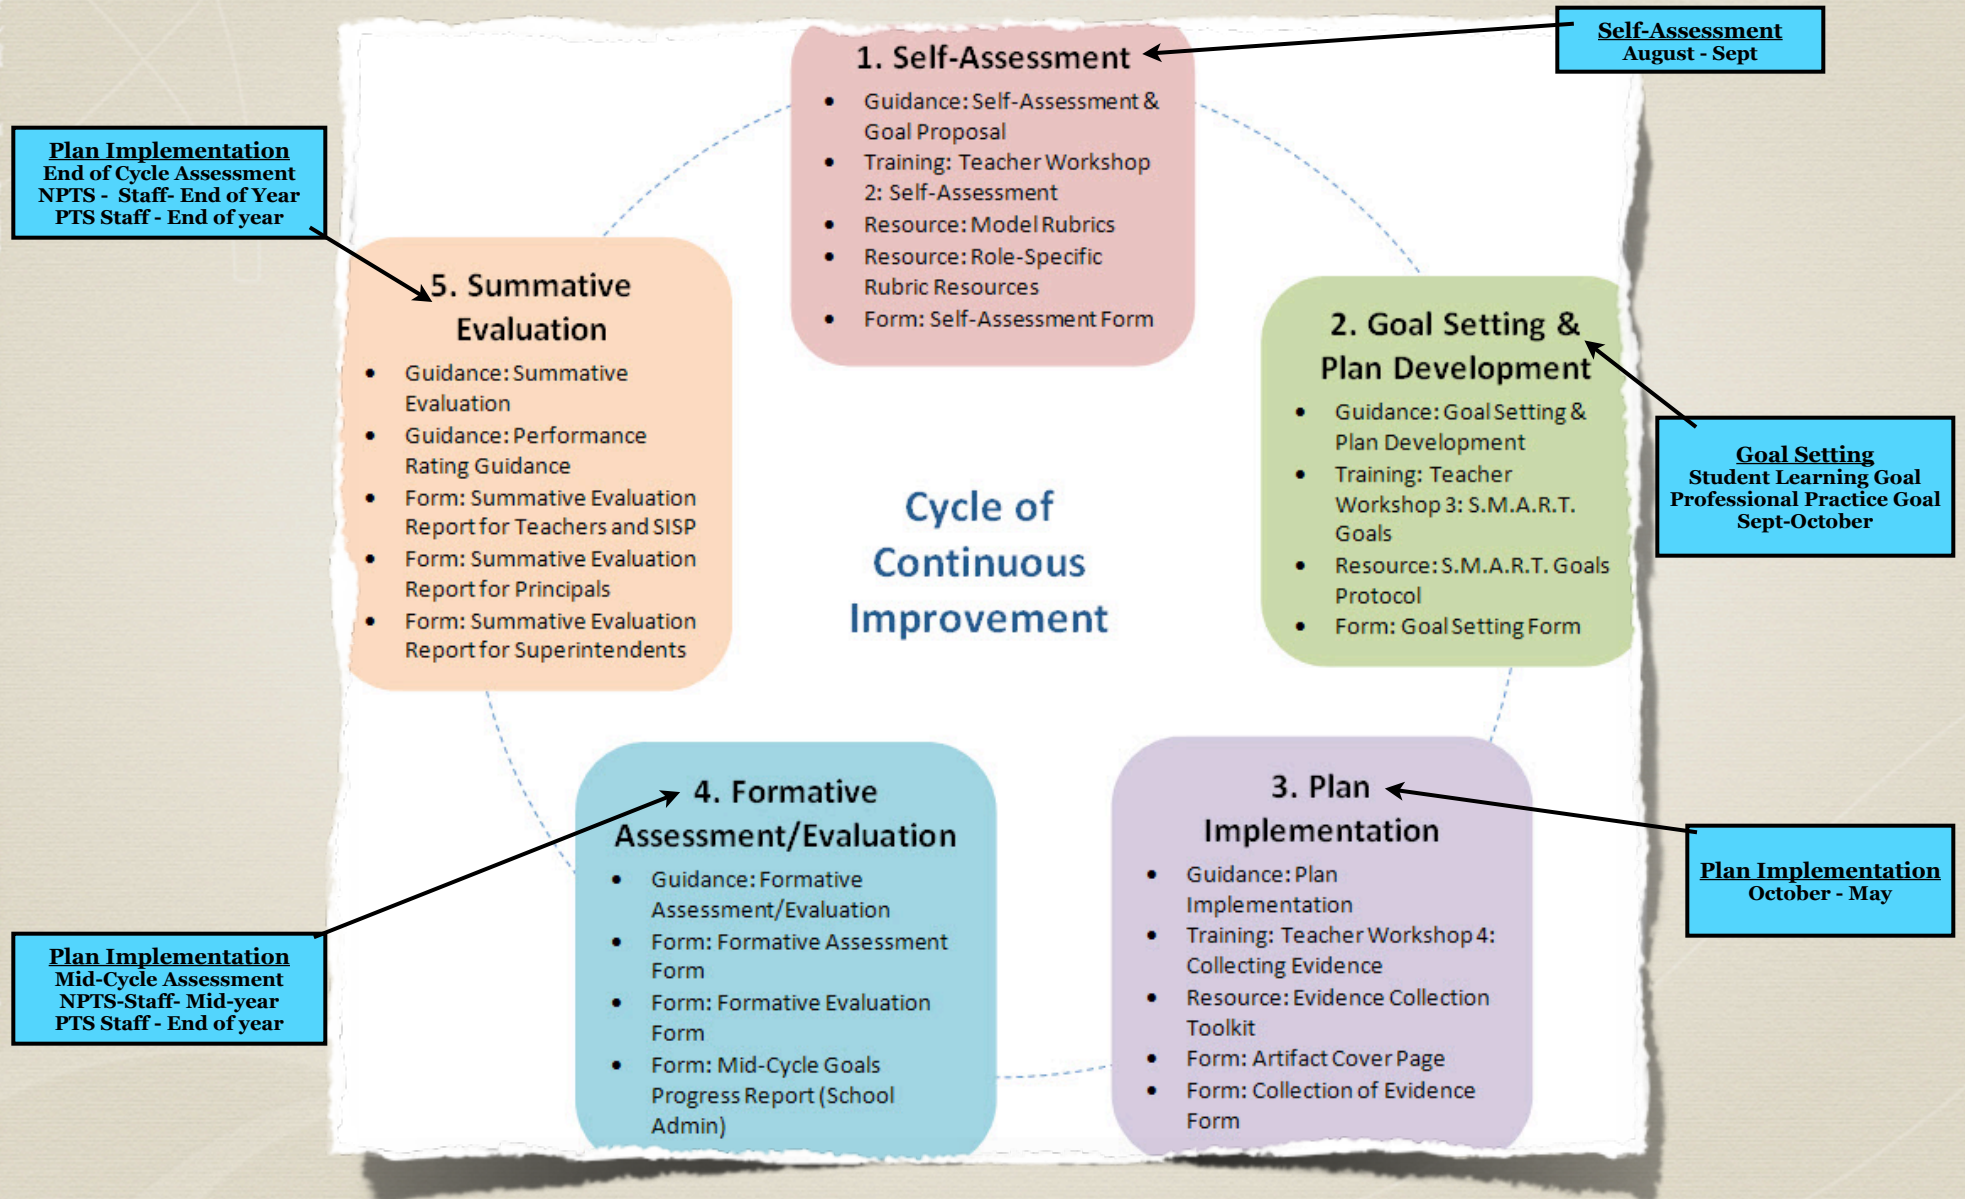 1. Self-Assessment
• Guidance: Self-Assessment &
Goal Proposal
• Training: Teacher Workshop
2: Self-Assessment
• Resource: Model Rubrics
• Resource: Role-Specific
Rubric Resources
• Form: Self-Assessment Form
Self-Assessment
August - Sept
2. Goal Setting &
Plan Development
• Guidance: Goal Setting &
Plan Development
• Training: Teacher
Workshop 3: S.M.A.R.T.
Goals
• Resource: S.M.A.R.T. Goals
Protocol
• Form: Goal Setting Form
Goal Setting
Student Learning Goal
Professional Practice Goal
Sept-October
3. Plan
Implementation
• Guidance: Plan
Implementation
• Training: Teacher Workshop 4:
Collecting Evidence
• Resource: Evidence Collection
Toolkit
• Form: Artifact Cover Page
• Form: Collection of Evidence
Form
Plan Implementation
October - May
4. Formative
Assessment/Evaluation
• Guidance: Formative
Assessment/Evaluation
• Form: Formative Assessment
Form
• Form: Formative Evaluation
Form
• Form: Mid-Cycle Goals
Progress Report (School
Admin)
Plan Implementation
Mid-Cycle Assessment
NPTS-Staff- Mid-year
PTS Staff - End of year
5. Summative
Evaluation
• Guidance: Summative
Evaluation
• Guidance: Performance
Rating Guidance
• Form: Summative Evaluation
Report for Teachers and SISP
• Form: Summative Evaluation
Report for Principals
• Form: Summative Evaluation
Report for Superintendents
Plan Implementation
End of Cycle Assessment
NPTS - Staff- End of Year
PTS Staff - End of year
Cycle of
Continuous
Improvement